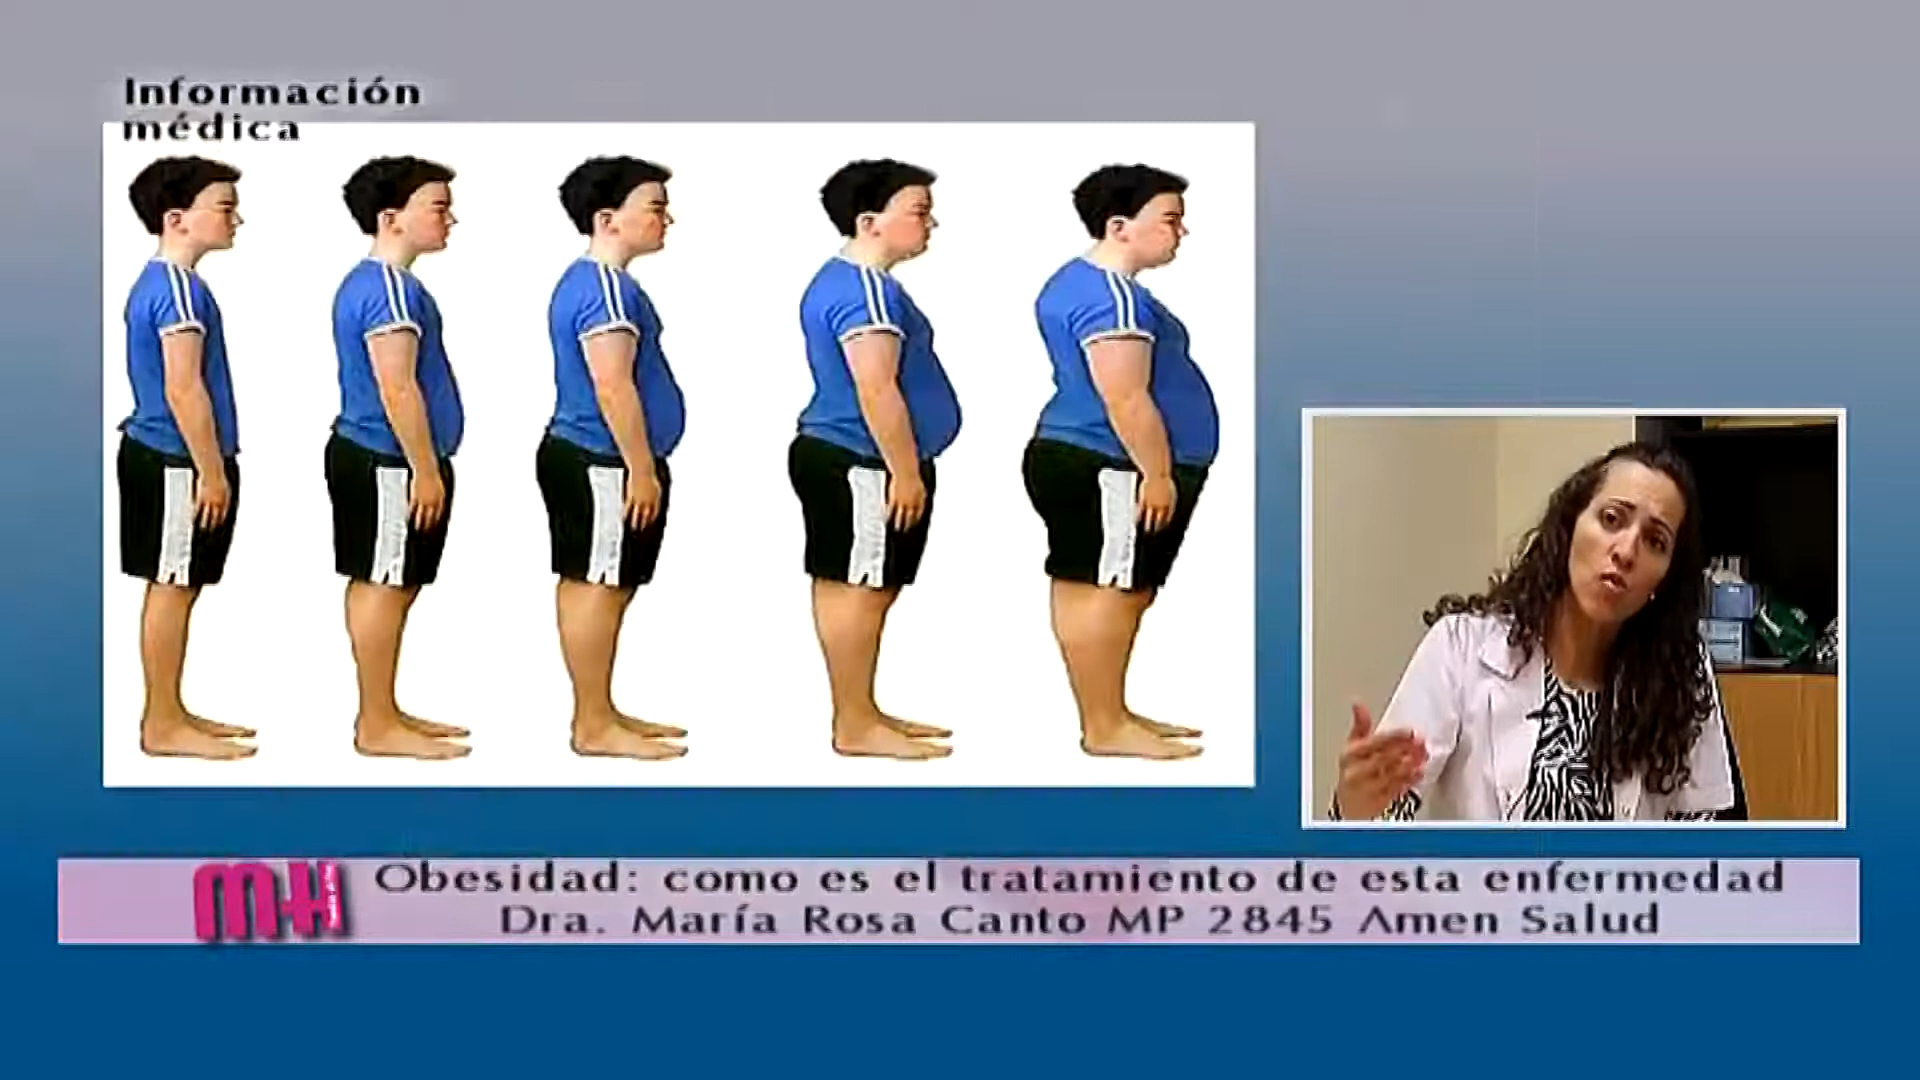 Información
médica
M+H
Obesidad: como es el tratamiento de esta enfermedad
Dra. María Rosa Canto MP 2845 Amen Salud